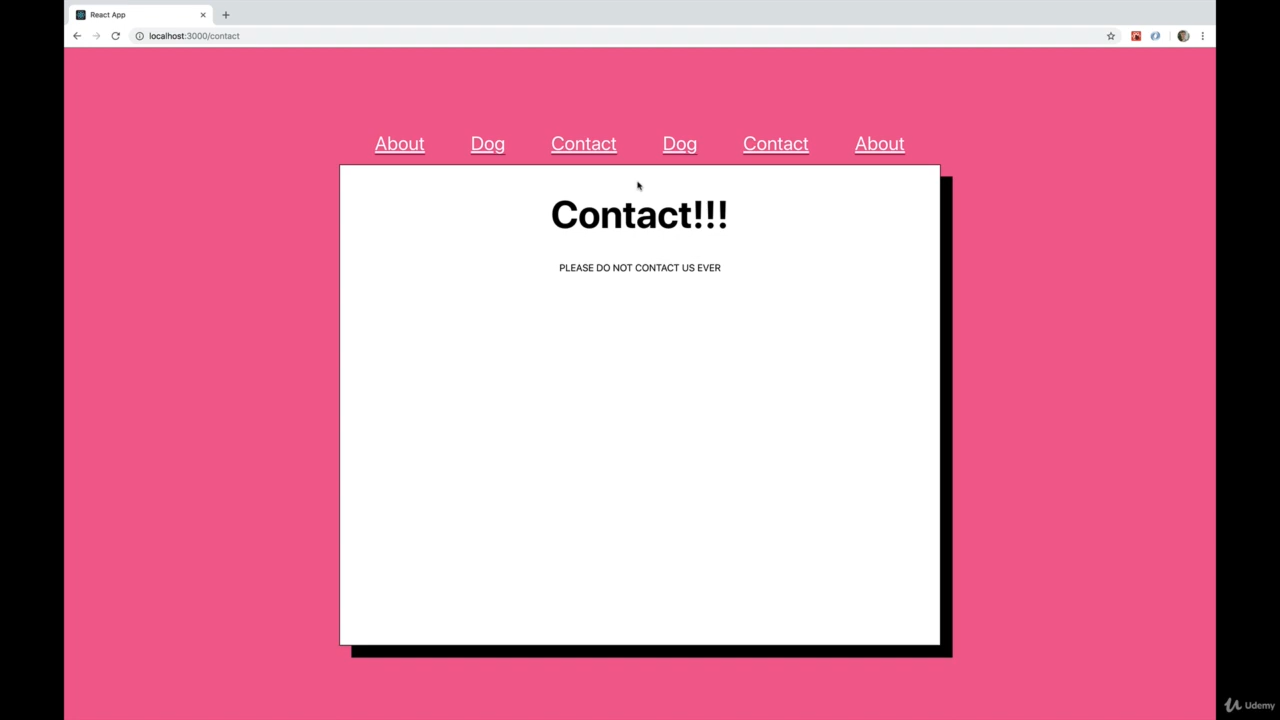 React App
localhost:3000/contact
About Dog Contact Dog Contact About
Contact!!!
PLEASE DO NOT CONTACT US EVER
Udemy